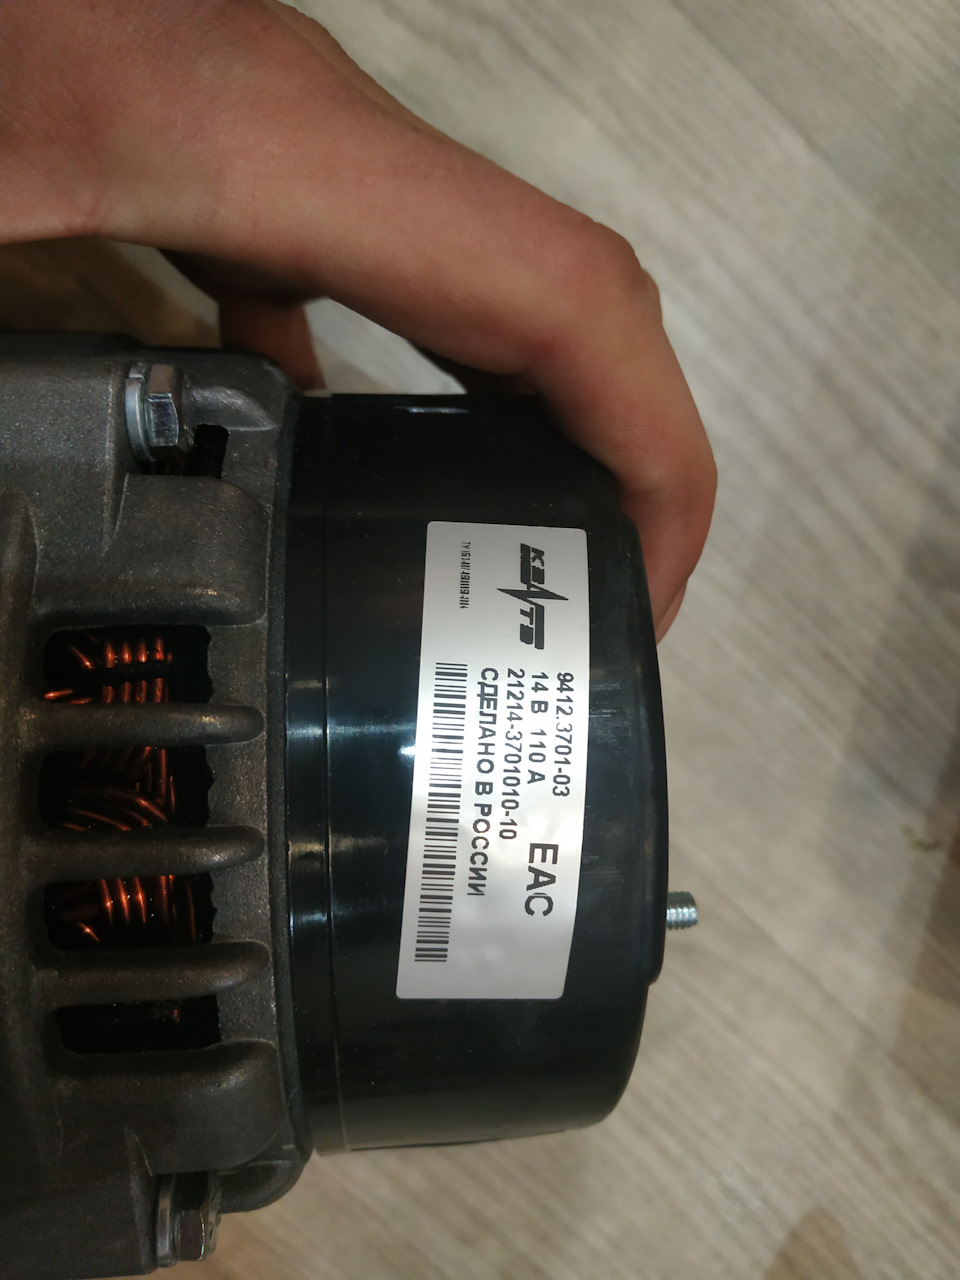 КЗАТЭ
9412.3701-03
14 В 110 А
21214-3701010-10
СДЕЛАНО В РОССИИ
EAC